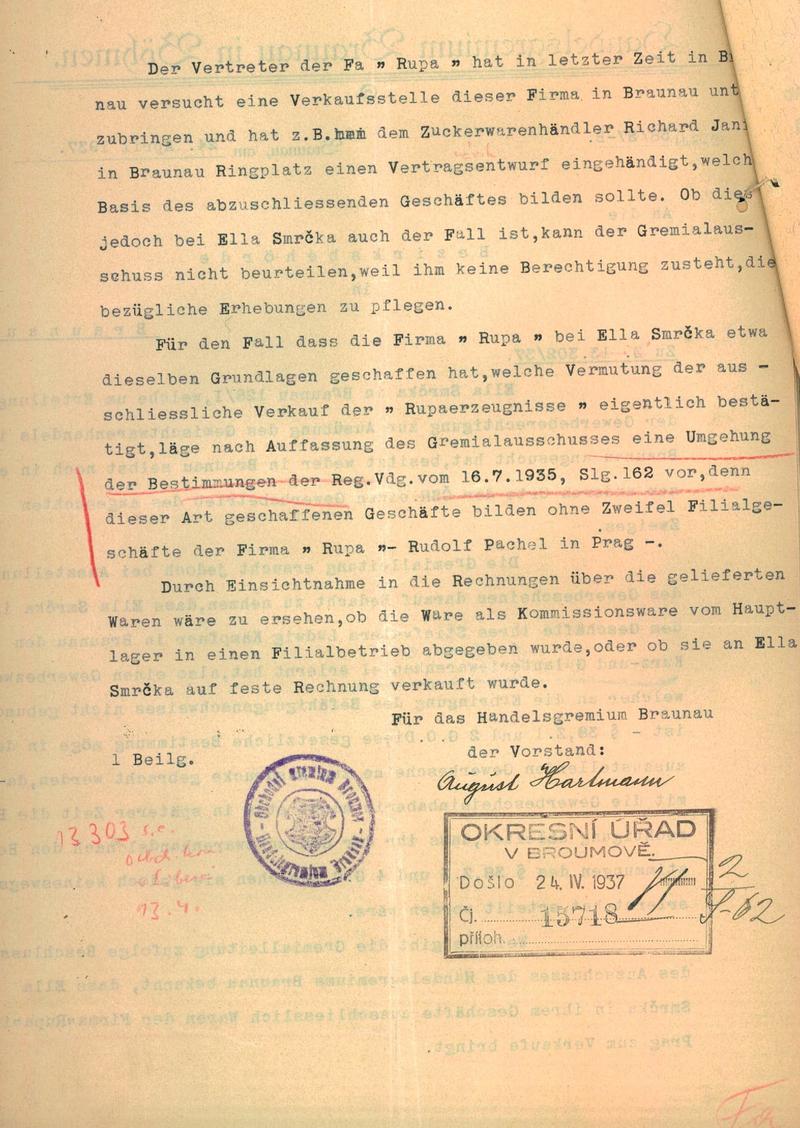 Der Vertreter der Fa „ Rupa „ hat in letzter Zeit in B
nau versucht eine Verkaufsstelle dieser Firma in Braunau unt
zubringen und hat z.B. dem Zuckerwarenhändler Richard Jan
in Braunau Ringplatz einen Vertragsentwurf eingehändigt,welch
Basis des abzuschliessenden Geschäftes bilden sollte. Ob dies
jedoch bei Ella Smrčka auch der Fall ist,kann der Gremialaus-
schuss nicht beurteilen,weil ihm keine Berechtigung zusteht,die
bezügliche Erhebungen zu pflegen.
Für den Fall dass die Firma „ Rupa „ bei Ella Smrčka etwa
dieselben Grundlagen geschaffen hat,welche Vermutung der aus -
schliessliche Verkauf der „ Rupaerzeugnisse „ eigentlich bestä-
tigt,läge nach Auffassung des Gremialausschusses eine Umgehung
der Bestimmungen der Reg.Vdg.vom 16.7.1935, Slg.162 vor,denn
dieser Art geschaffenen Geschäfte bilden ohne Zweifel Filialge-
schäfte der Firma „ Rupa „- Rudolf Pachel in Prag -.
Durch Einsichtnahme in die Rechnungen über die gelieferten
Waren wäre zu ersehen,ob die Ware als Kommissionsware vom Haupt-
lager in einen Filialbetrieb abgegeben wurde,oder ob sie an Ella
Smrčka auf feste Rechnung verkauft wurde.
Für das Handelsgremium Braunau
der Vorstand:
1 Beilg.
August Hartmann
13303
13.4.
OKRESNÍ ÚŘAD
V BROUMOVĚ.
Došlo 24. IV. 1937
Čj. 15718
příloh.
2